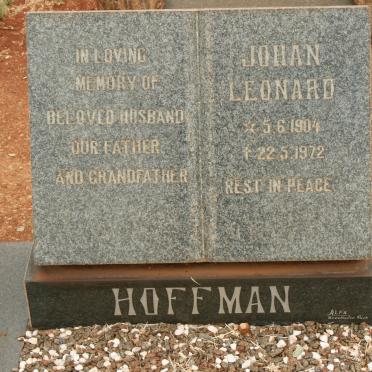 IN LOVING
MEMORY OF
BELOVED HUSBAND
OUR FATHER
AND GRANDFATHER
JOHAN
LEONARD
☆ 5.6.1904
† 22.5.1972
REST IN PEACE.
HOFFMAN